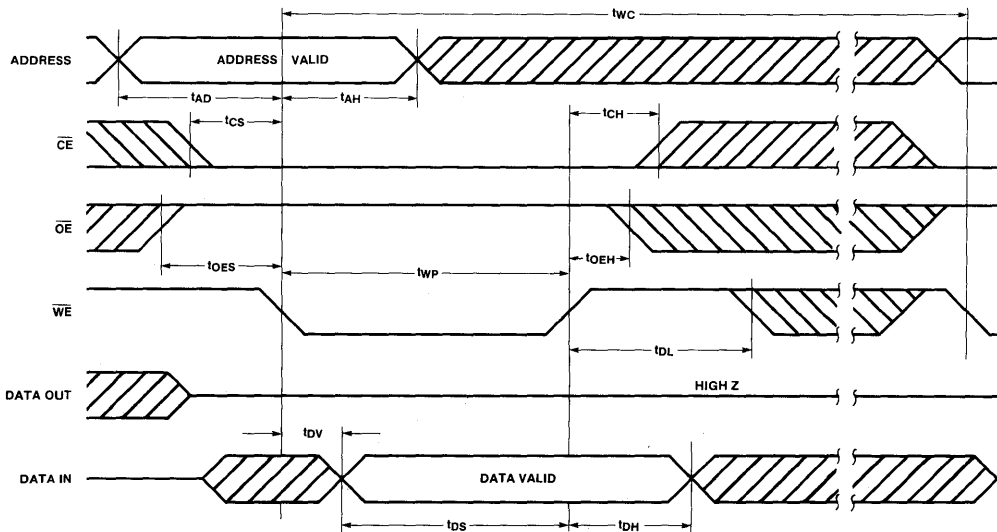 tWC
ADDRESS
ADDRESS VALID
tAD
tAH
tCS
tCH
CE
OE
tOES
tWP
tOEH
WE
tDL
DATA OUT
HIGH Z
tDV
DATA IN
DATA VALID
tDS
tDH